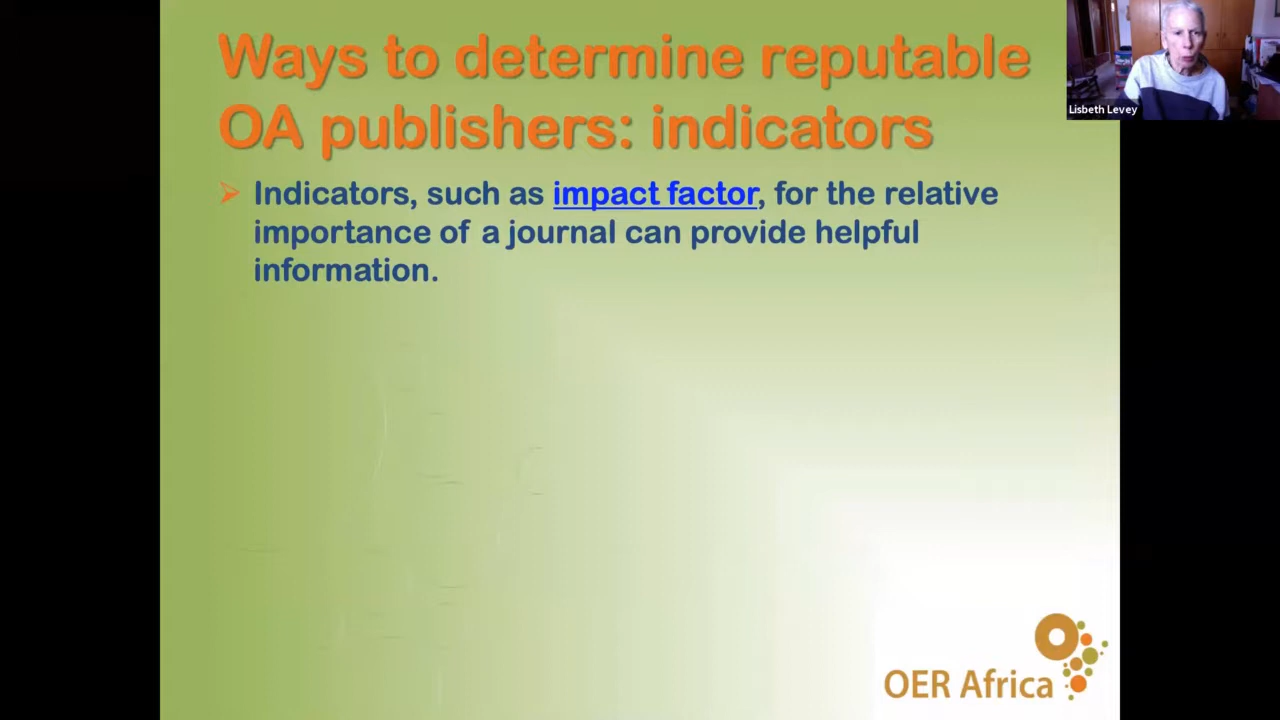 Ways to determine reputable
OA publishers: indicators
Lisbeth Levey
Indicators, such as impact factor, for the relative
importance of a journal can provide helpful
information.
OER Africa